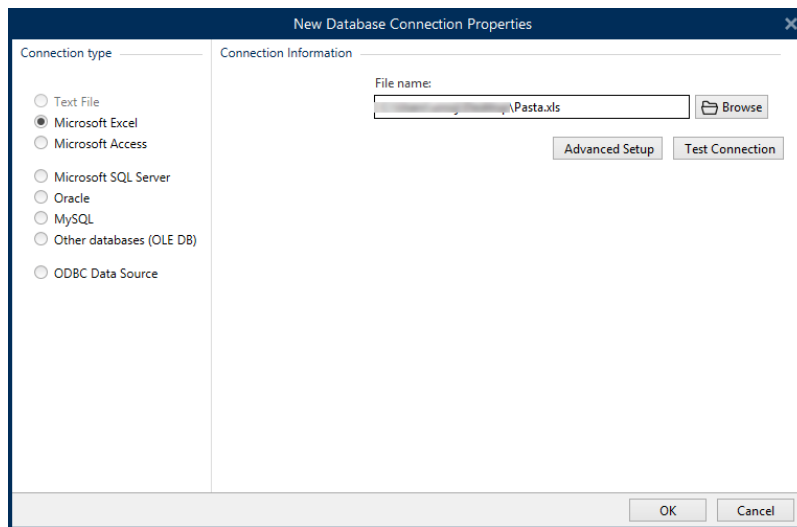 New Database Connection Properties
Connection type
Connection Information
File name:
\Pasta.xls
Browse
Text File
Microsoft Excel
Microsoft Access
Advanced Setup
Test Connection
Microsoft SQL Server
Oracle
MySQL
Other databases (OLE DB)
ODBC Data Source
OK
Cancel